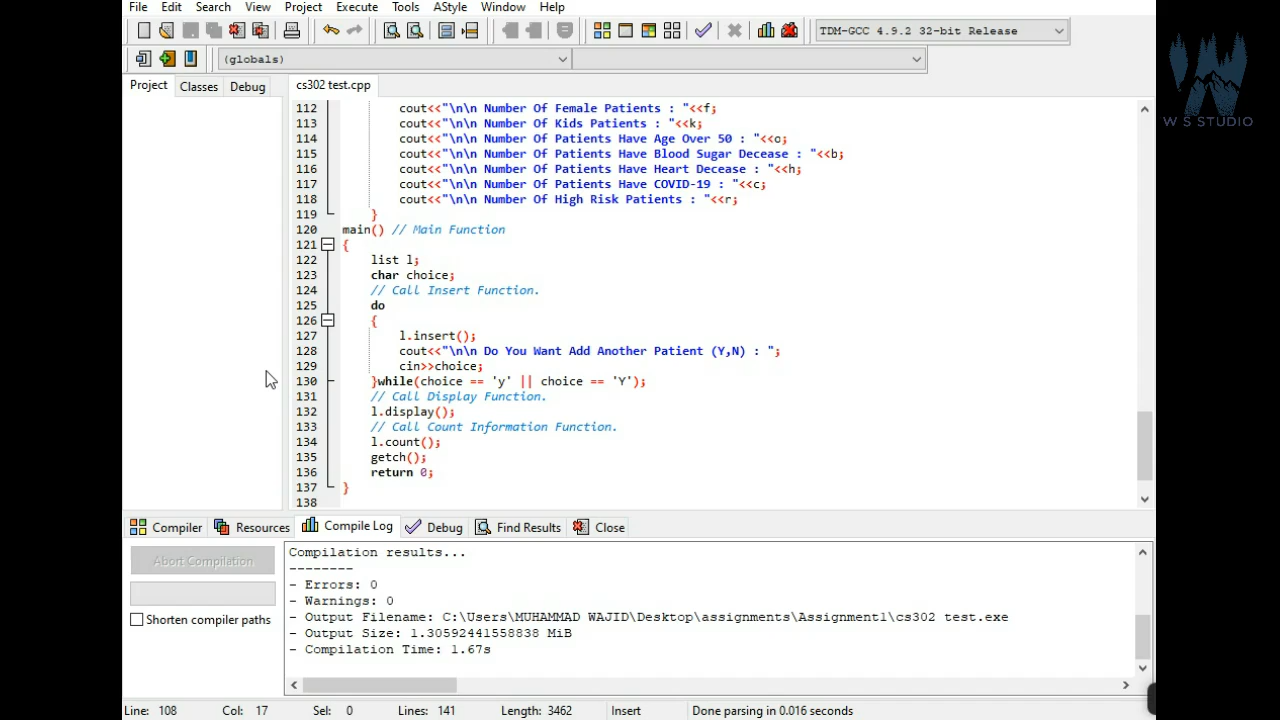 File Edit Search View Project Execute Tools AStyle Window Help
TDM-GCC 4.9.2 32-bit Release
(globals)
Project Classes Debug
cs302 test.cpp
112 cout<<"\n\n Number Of Female Patients : "<<f;
113 cout<<"\n\n Number Of Kids Patients : "<<k;
114 cout<<"\n\n Number Of Patients Have Age Over 50 : "<<o;
115 cout<<"\n\n Number Of Patients Have Blood Sugar Decease : "<<b;
116 cout<<"\n\n Number Of Patients Have Heart Decease : "<<h;
117 cout<<"\n\n Number Of Patients Have COVID-19 : "<<c;
118 cout<<"\n\n Number Of High Risk Patients : "<<r;
119 }
120 main() // Main Function
121 {
122 list l;
123 char choice;
124 // Call Insert Function.
125 do
126 {
127 l.insert();
128 cout<<"\n\n Do You Want Add Another Patient (Y,N) : ";
129 cin>>choice;
130 }while(choice == 'y' || choice == 'Y');
131 // Call Display Function.
132 l.display();
133 // Call Count Information Function.
134 l.count();
135 getch();
136 return 0;
137 }
138
Compiler Resources Compile Log Debug Find Results Close
Abort Compilation
Shorten compiler paths
Compilation results...
--------
- Errors: 0
- Warnings: 0
- Output Filename: C:\Users\MUHAMMAD WAJID\Desktop\assignments\Assignment1\cs302 test.exe
- Output Size: 1.30592441558838 MiB
- Compilation Time: 1.67s
Line: 108 Col: 17 Sel: 0 Lines: 141 Length: 3462 Insert Done parsing in 0.016 seconds
W S STUDIO